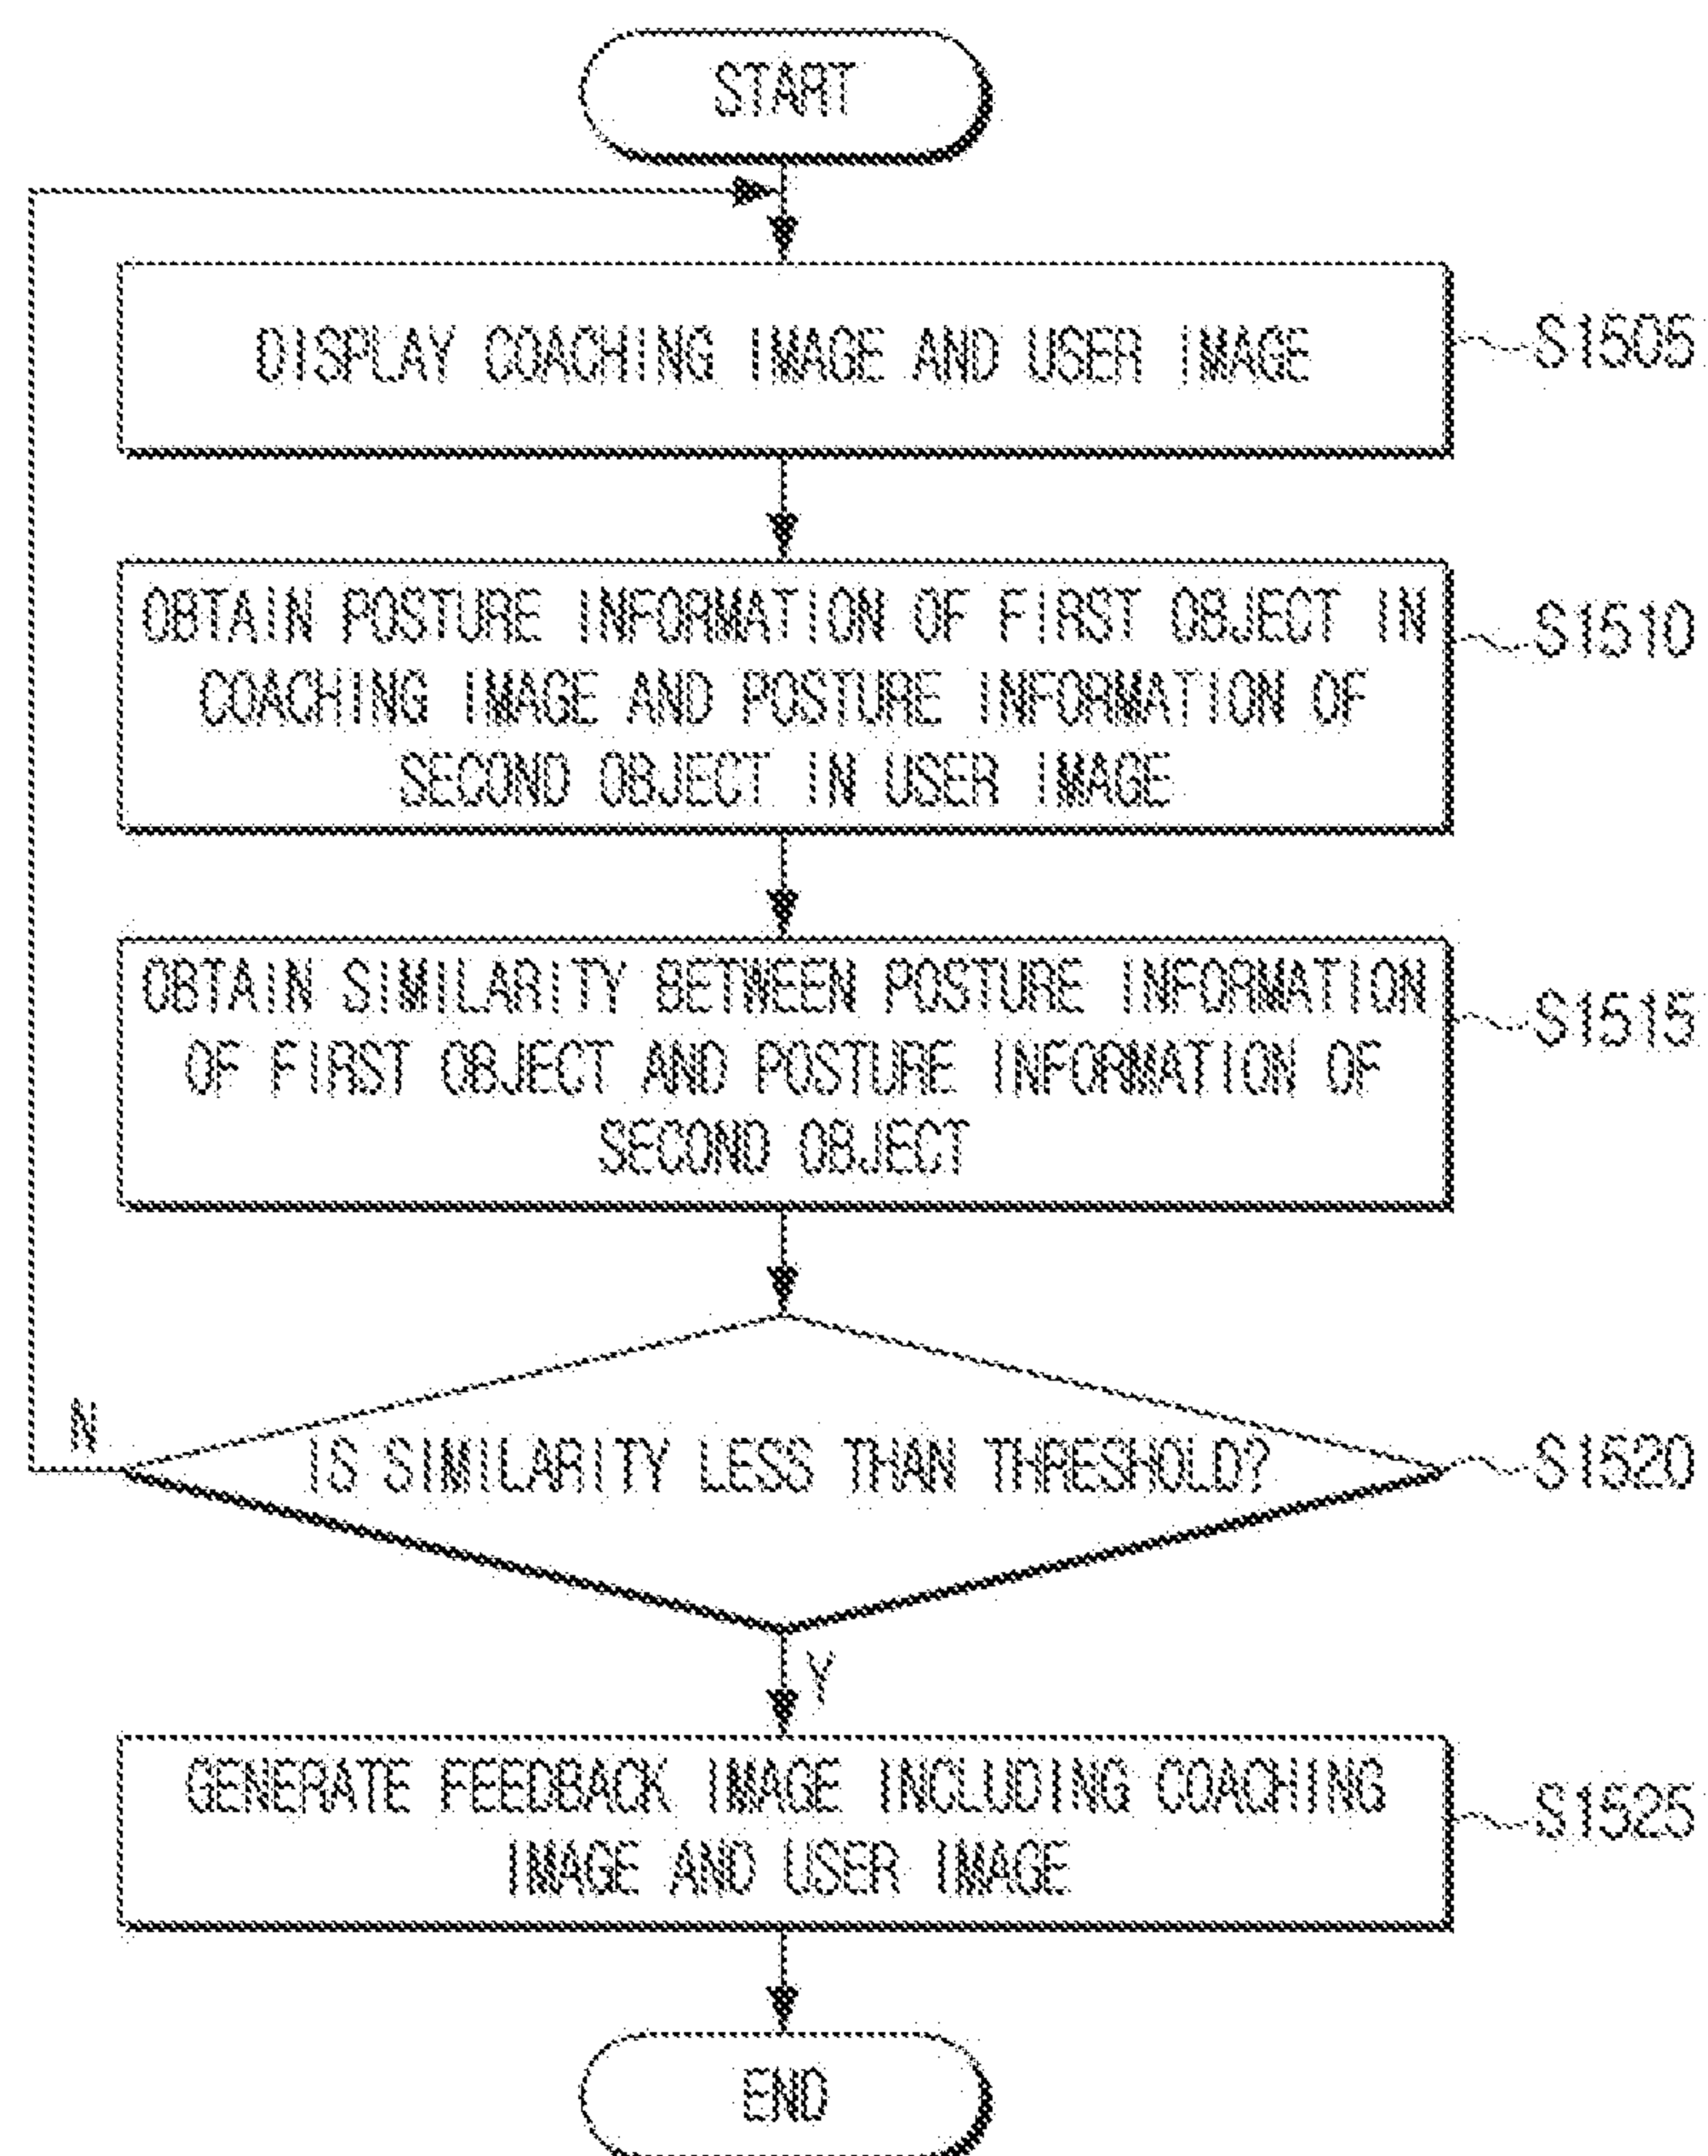 START
DISPLAY COACHING IMAGE AND USER IMAGE
S1505
OBTAIN POSTURE INFORMATION OF FIRST OBJECT IN
COACHING IMAGE AND POSTURE INFORMATION OF
SECOND OBJECT IN USER IMAGE
S1510
OBTAIN SIMILARITY BETWEEN POSTURE INFORMATION
OF FIRST OBJECT AND POSTURE INFORMATION OF
SECOND OBJECT
S1515
N
IS SIMILARITY LESS THAN THRESHOLD?
S1520
Y
GENERATE FEEDBACK IMAGE INCLUDING COACHING
IMAGE AND USER IMAGE
S1525
END